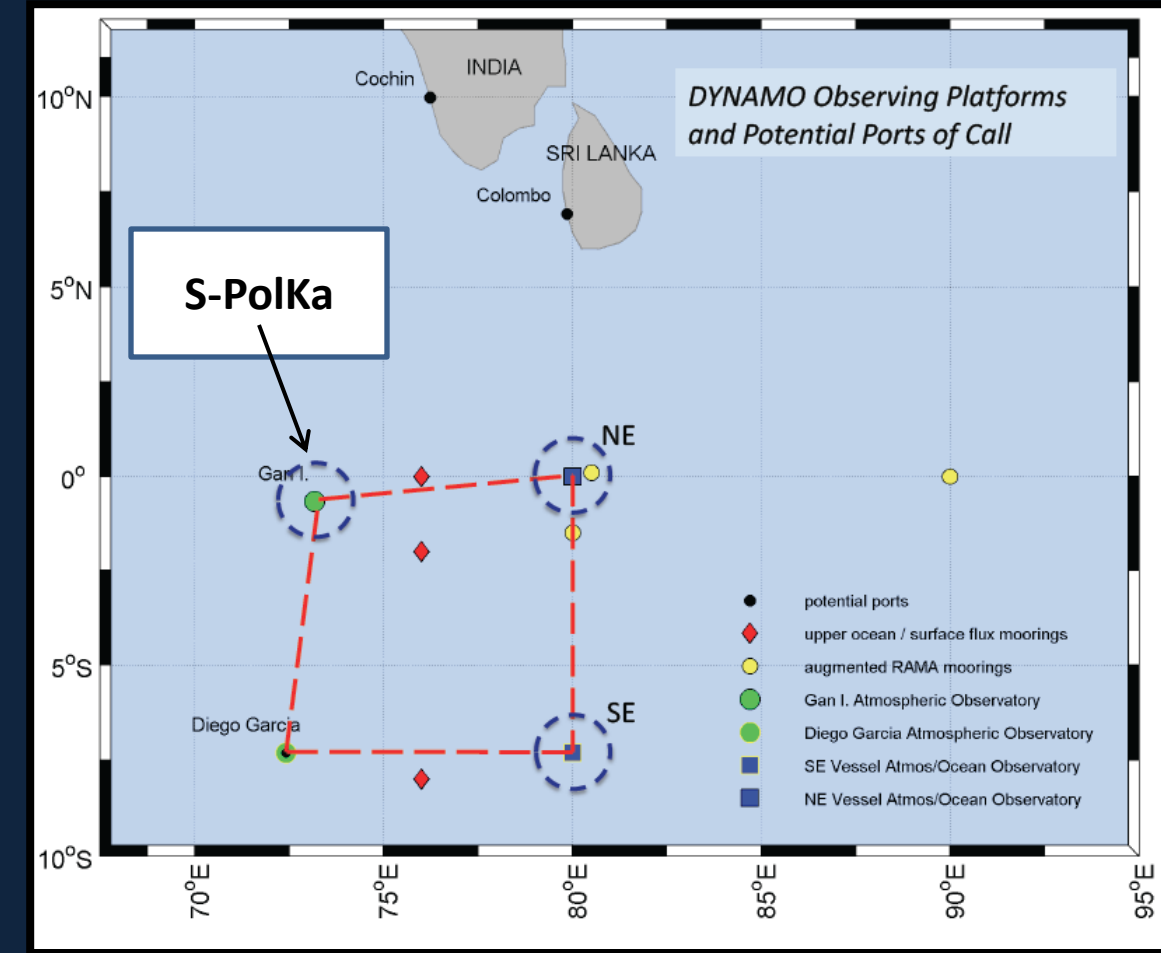 INDIA
Cochin
10°N
DYNAMO Observing Platforms
and Potential Ports of Call
SRI LANKA
Colombo
S-PolKa
5°N
NE
Gan I.
0°
potential ports
upper ocean / surface flux moorings
5°S
augmented RAMA moorings
Gan I. Atmospheric Observatory
SE
Diego Garcia
Diego Garcia Atmospheric Observatory
SE Vessel Atmos/Ocean Observatory
NE Vessel Atmos/Ocean Observatory
10°S
70°E
75°E
80°E
85°E
90°E
95°E